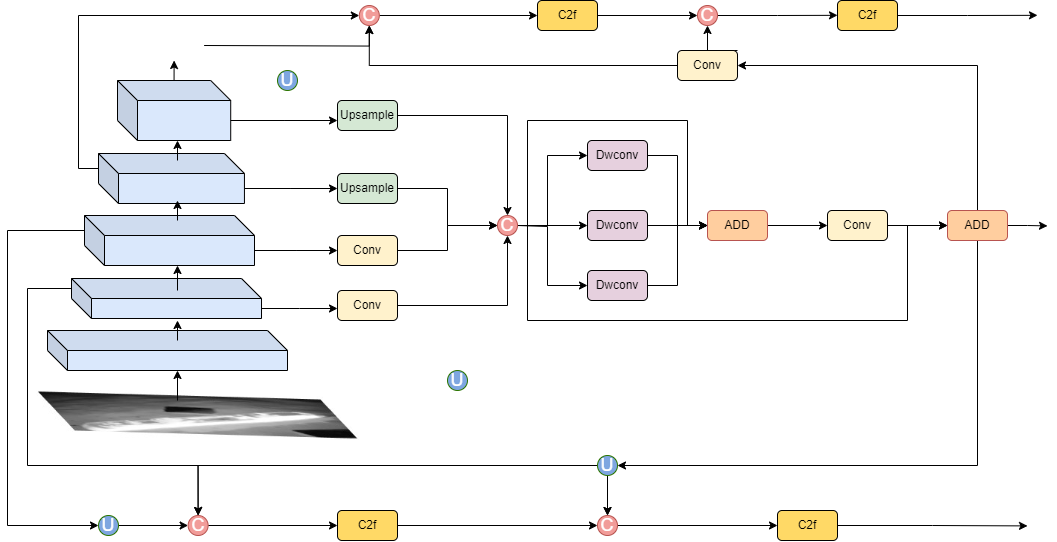 C
C2f
C
C2f
Conv
U
Upsample
Dwconv
Upsample
C
Dwconv
ADD
Conv
ADD
Conv
Dwconv
Conv
U
U
U
C
C2f
C
C2f